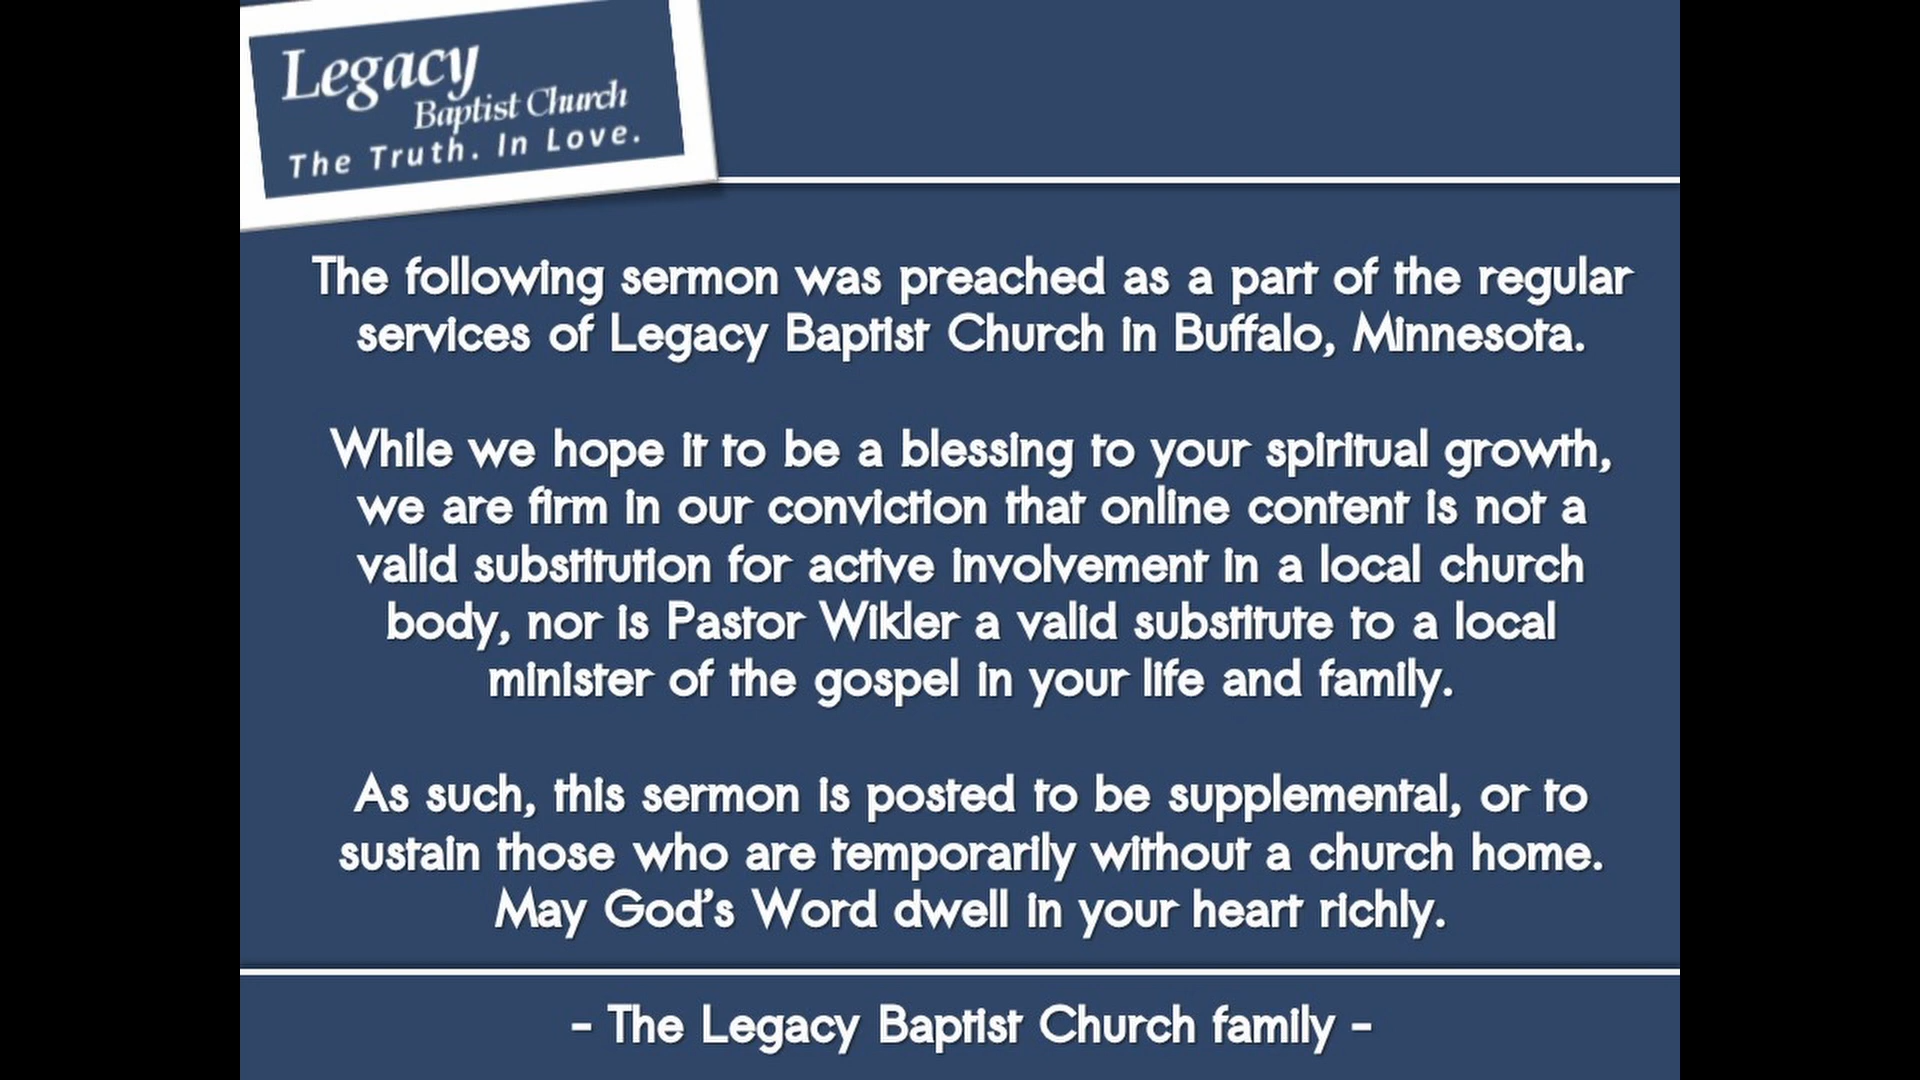 Legacy
Baptist Church
The Truth. In Love.
The following sermon was preached as a part of the regular
services of Legacy Baptist Church in Buffalo, Minnesota.
While we hope it to be a blessing to your spiritual growth,
we are firm in our conviction that online content is not a
valid substitution for active involvement in a local church
body, nor is Pastor Wikler a valid substitute to a local
minister of the gospel in your life and family.
As such, this sermon is posted to be supplemental, or to
sustain those who are temporarily without a church home.
May God’s Word dwell in your heart richly.
- The Legacy Baptist Church family -